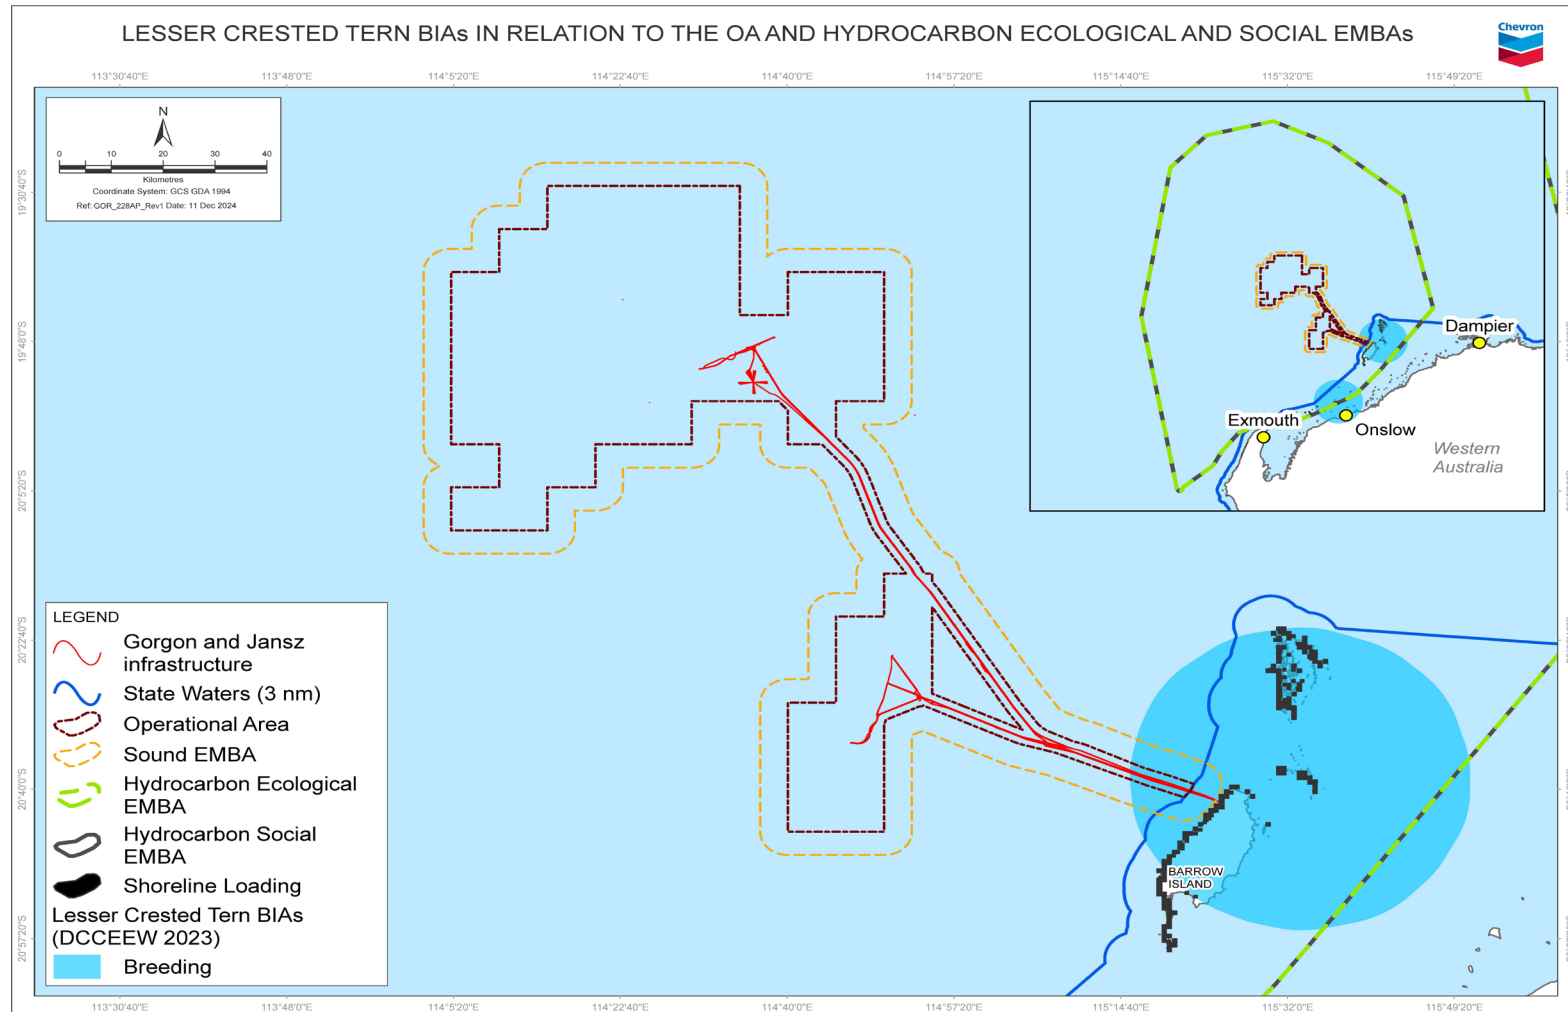 LESSER CRESTED TERN BIAs IN RELATION TO THE OA AND HYDROCARBON ECOLOGICAL AND SOCIAL EMBAs
Chevron
113°30'40"E 113°48'0"E 114°5'20"E 114°22'40"E 114°40'0"E 114°57'20"E 115°14'40"E 115°32'0"E 115°49'20"E
N
0 10 20 30 40
Kilometres
Coordinate System: GCS GDA 1994
Ref: GOR_228AP_Rev1 Date: 11 Dec 2024
19°30'40"S
19°48'0"S
20°5'20"S
20°22'40"S
20°40'0"S
20°57'20"S
Dampier
Exmouth
Onslow
Western
Australia
BARROW
ISLAND
LEGEND
Gorgon and Jansz
infrastructure
State Waters (3 nm)
Operational Area
Sound EMBA
Hydrocarbon Ecological
EMBA
Hydrocarbon Social
EMBA
Shoreline Loading
Lesser Crested Tern BIAs
(DCCEEW 2023)
Breeding
113°30'40"E 113°48'0"E 114°5'20"E 114°22'40"E 114°40'0"E 114°57'20"E 115°14'40"E 115°32'0"E 115°49'20"E